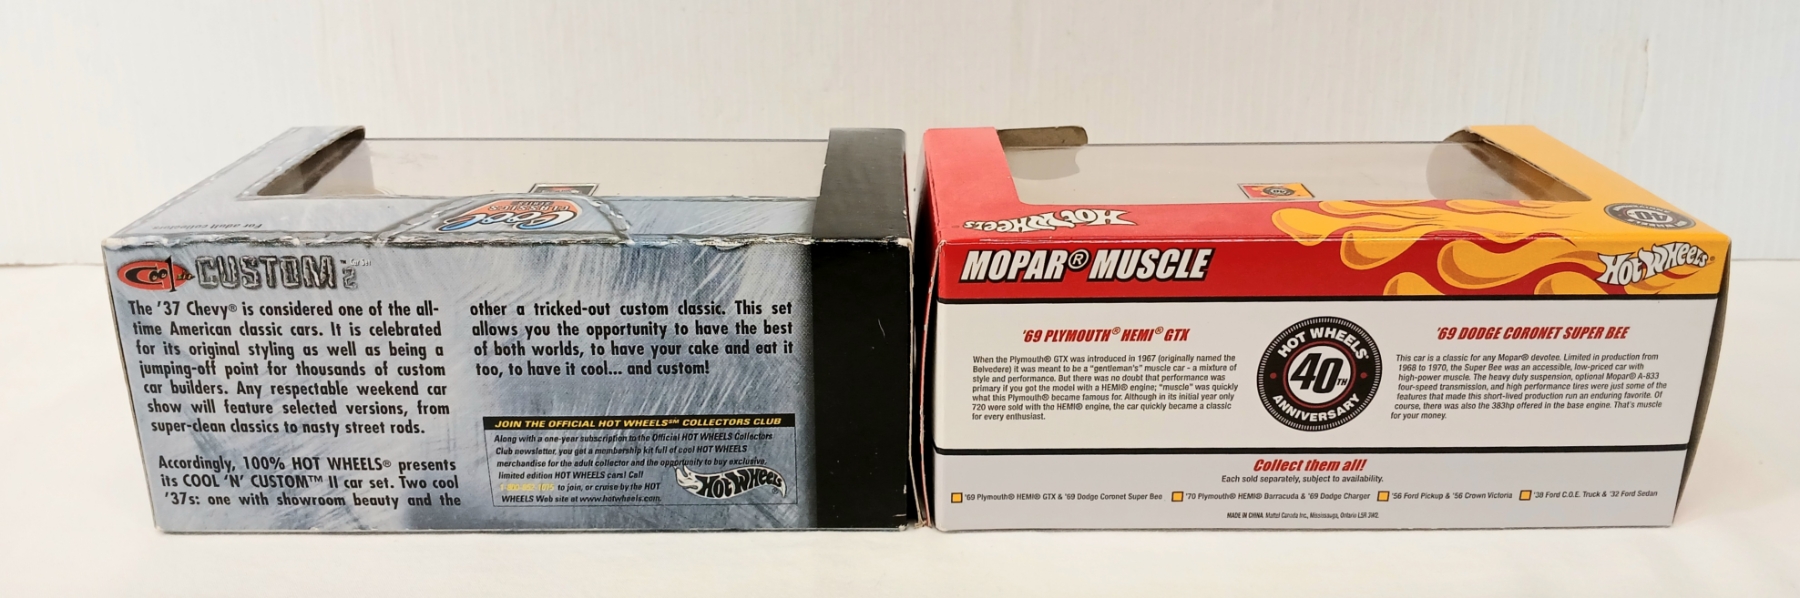 For adult collectors
COOL
CLASSICS
Cool 'n
CUSTOM 2
Car Set
The '37 Chevy® is considered one of the all-
time American classic cars. It is celebrated
for its original styling as well as being a
jumping-off point for thousands of custom
car builders. Any respectable weekend car
show will feature selected versions, from
super-clean classics to nasty street rods.
Accordingly, 100% HOT WHEELS® presents
its COOL 'N' CUSTOM™ II car set. Two cool
'37s: one with showroom beauty and the
other a tricked-out custom classic. This set
allows you the opportunity to have the best
of both worlds, to have your cake and eat it
too, to have it cool... and custom!
JOIN THE OFFICIAL HOT WHEELS℠ COLLECTORS CLUB
Along with a one-year subscription to the Official HOT WHEELS Collectors
Club newsletter, you get a membership kit full of cool HOT WHEELS
merchandise for the adult collector and the opportunity to buy exclusive,
limited edition HOT WHEELS cars! Call
to join, or cruise by the HOT
WHEELS Web site at www.hotwheels.com.
Hot Wheels
HOT WHEELS
40TH
MOPAR® MUSCLE
HOT WHEELS
'69 PLYMOUTH® HEMI® GTX
When the Plymouth® GTX was introduced in 1967 (originally named the
Belvedere) it was meant to be a "gentleman's" muscle car - a mixture of
style and performance. But there was no doubt that performance was
primary if you got the model with a HEMI® engine; "muscle" was quickly
what this Plymouth® became famous for. Although in its initial year only
720 were sold with the HEMI® engine, the car quickly became a classic
for every enthusiast.
HOT WHEELS®
40TH
ANNIVERSARY
'69 DODGE CORONET SUPER BEE
This car is a classic for any Mopar® devotee. Limited in production from
1968 to 1970, the Super Bee was an accessible, low-priced car with
high-power muscle. The heavy duty suspension, optional Mopar® A-833
four-speed transmission, and high performance tires were just some of the
features that made this short-lived production run an enduring favorite. Of
course, there was also the 383hp offered in the base engine. That's muscle
for your money.
Collect them all!
Each sold separately, subject to availability.
'69 Plymouth® HEMI® GTX & '69 Dodge Coronet Super Bee '70 Plymouth® HEMI® Barracuda & '69 Dodge Charger '56 Ford Pickup & '56 Crown Victoria '38 Ford C.O.E. Truck & '32 Ford Sedan
MADE IN CHINA Mattel Canada Inc., Mississauga, Ontario L5R 3W2.